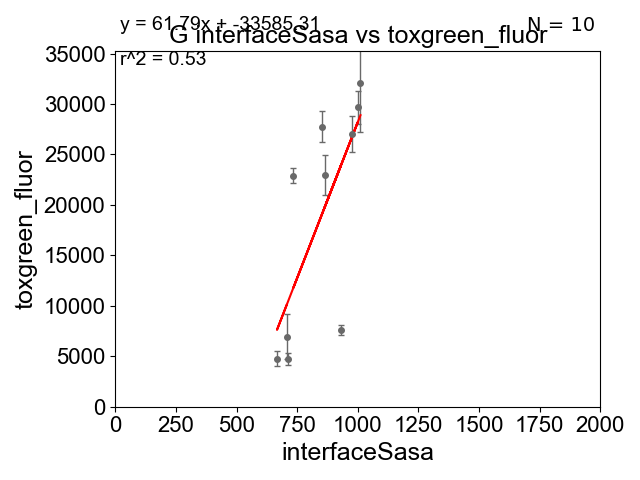 y = 61.79x + -33585.31
N = 10
G interfaceSasa vs toxgreen_fluor
r^2 = 0.53
35000
30000
25000
20000
15000
10000
5000
0
toxgreen_fluor
0 250 500 750 1000 1250 1500 1750 2000
interfaceSasa